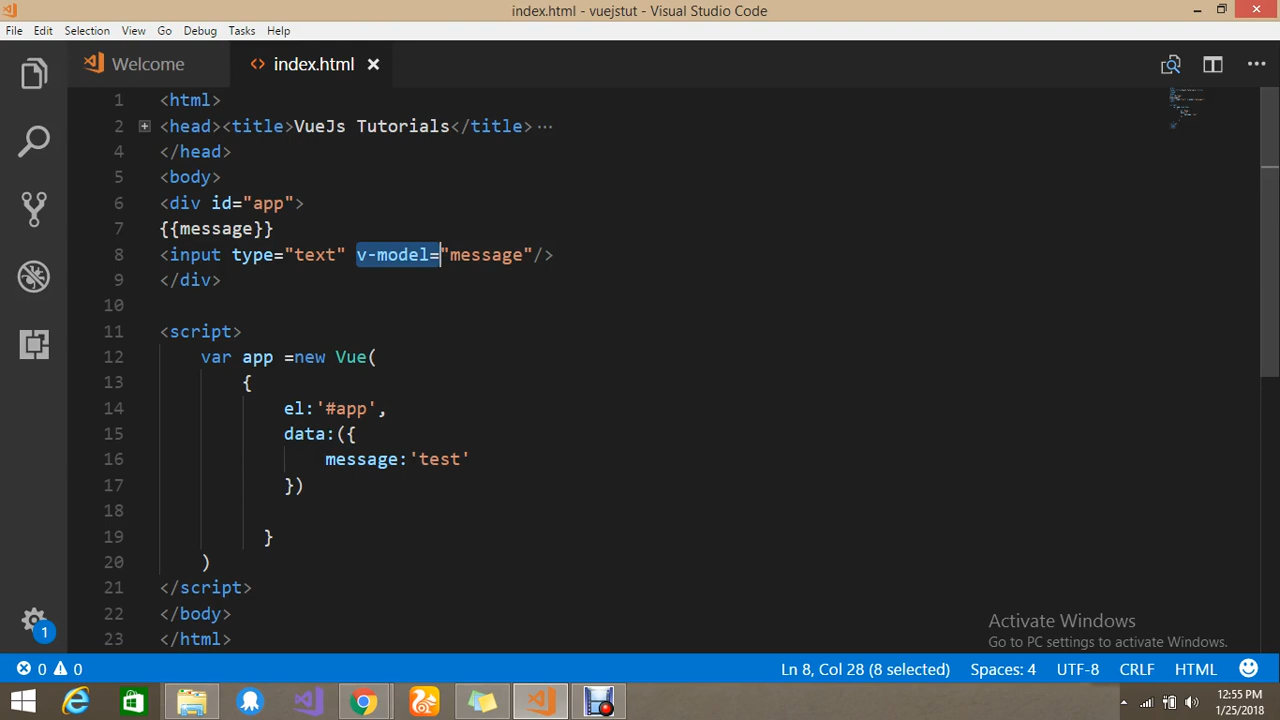 index.html - vuejstut - Visual Studio Code
File Edit Selection View Go Debug Tasks Help
Welcome index.html
1 <html>
2 <head><title>VueJs Tutorials</title>
4 </head>
5 <body>
6 <div id="app">
7 {{message}}
8 <input type="text" v-model="message"/>
9 </div>
10
11 <script>
12 var app =new Vue(
13 {
14 el:'#app',
15 data:({
16 message:'test'
17 })
18
19 }
20 )
21 </script>
22 </body>
23 </html>
Activate Windows
Go to PC settings to activate Windows.
1
0 0 Ln 8, Col 28 (8 selected) Spaces: 4 UTF-8 CRLF HTML
12:55 PM
1/25/2018